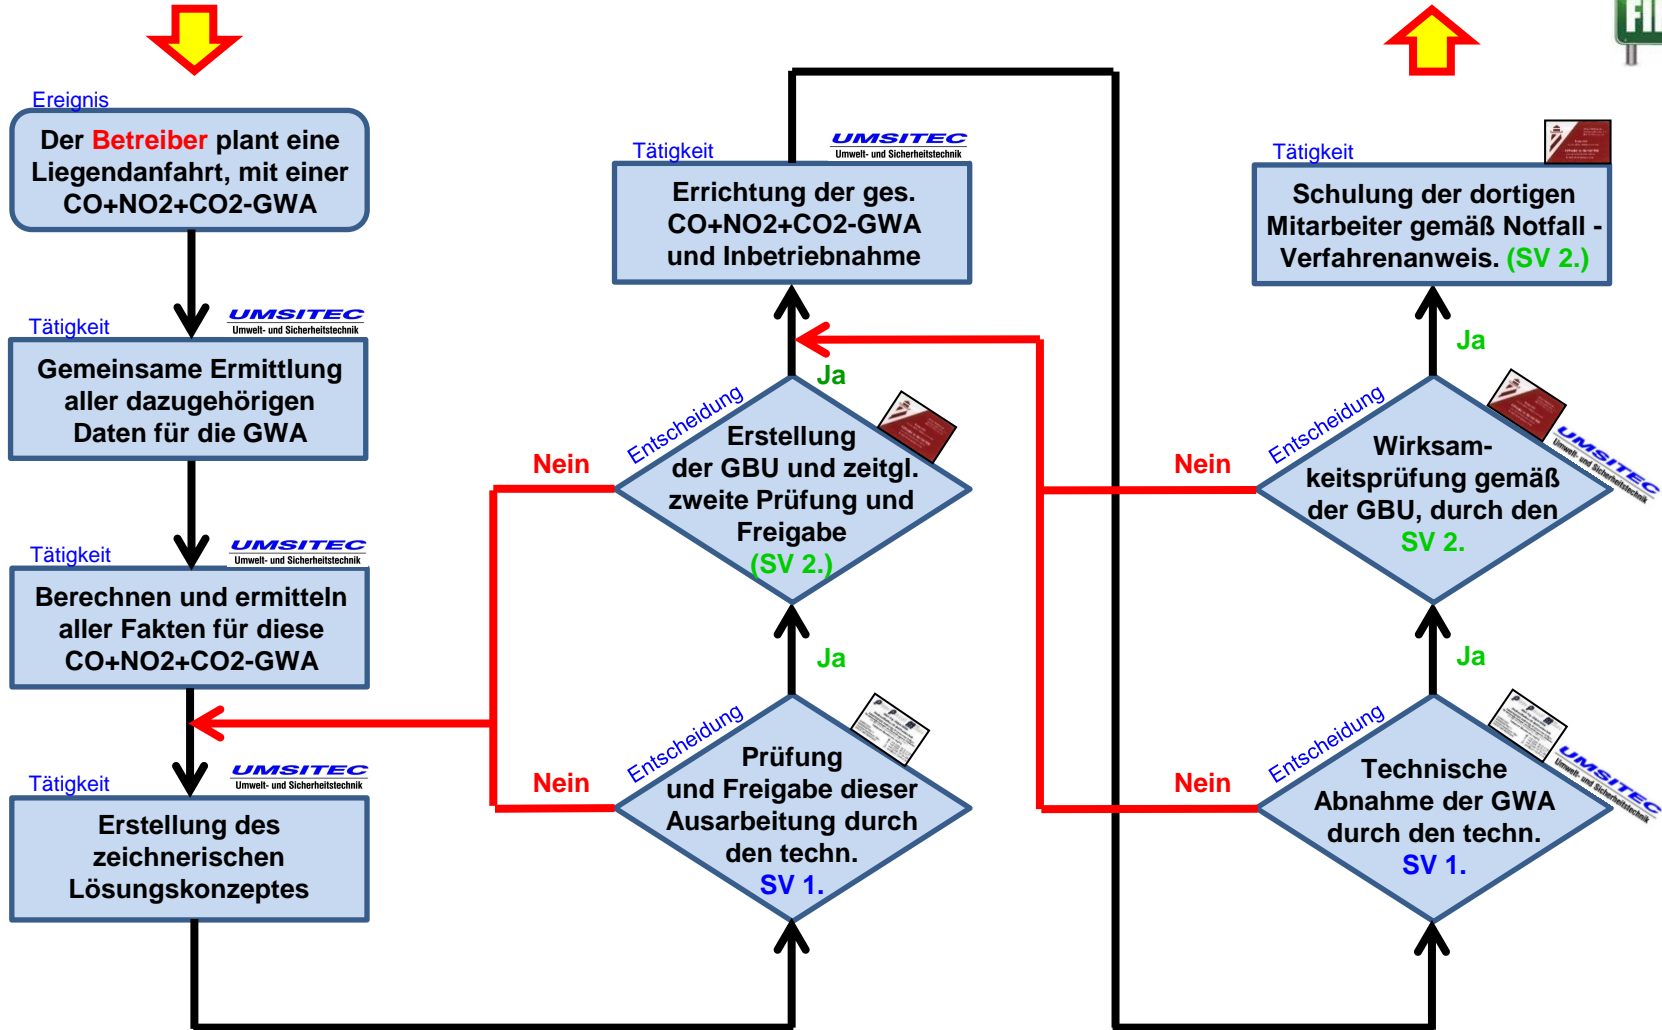 Ereignis
Der Betreiber plant eine
Liegendanfahrt, mit einer
CO+NO2+CO2-GWA
Tätigkeit
UMSITEC
Umwelt- und Sicherheitstechnik
Gemeinsame Ermittlung
aller dazugehörigen
Daten für die GWA
Tätigkeit
UMSITEC
Umwelt- und Sicherheitstechnik
Berechnen und ermitteln
aller Fakten für diese
CO+NO2+CO2-GWA
Tätigkeit
UMSITEC
Umwelt- und Sicherheitstechnik
Erstellung des
zeichnerischen
Lösungskonzeptes
Entscheidung
Prüfung
und Freigabe dieser
Ausarbeitung durch
den techn.
SV 1.
Nein
Ja
Entscheidung
Erstellung
der GBU und zeitgl.
zweite Prüfung und
Freigabe
(SV 2.)
Nein
Ja
Tätigkeit
UMSITEC
Umwelt- und Sicherheitstechnik
Errichtung der ges.
CO+NO2+CO2-GWA
und Inbetriebnahme
Entscheidung
UMSITEC
Umwelt- und Sicherheitstechnik
Technische
Abnahme der GWA
durch den techn.
SV 1.
Nein
Ja
Entscheidung
UMSITEC
Umwelt- und Sicherheitstechnik
Wirksam-
keitsprüfung gemäß
der GBU, durch den
SV 2.
Nein
Ja
Tätigkeit
Schulung der dortigen
Mitarbeiter gemäß Notfall -
Verfahrenanweis. (SV 2.)